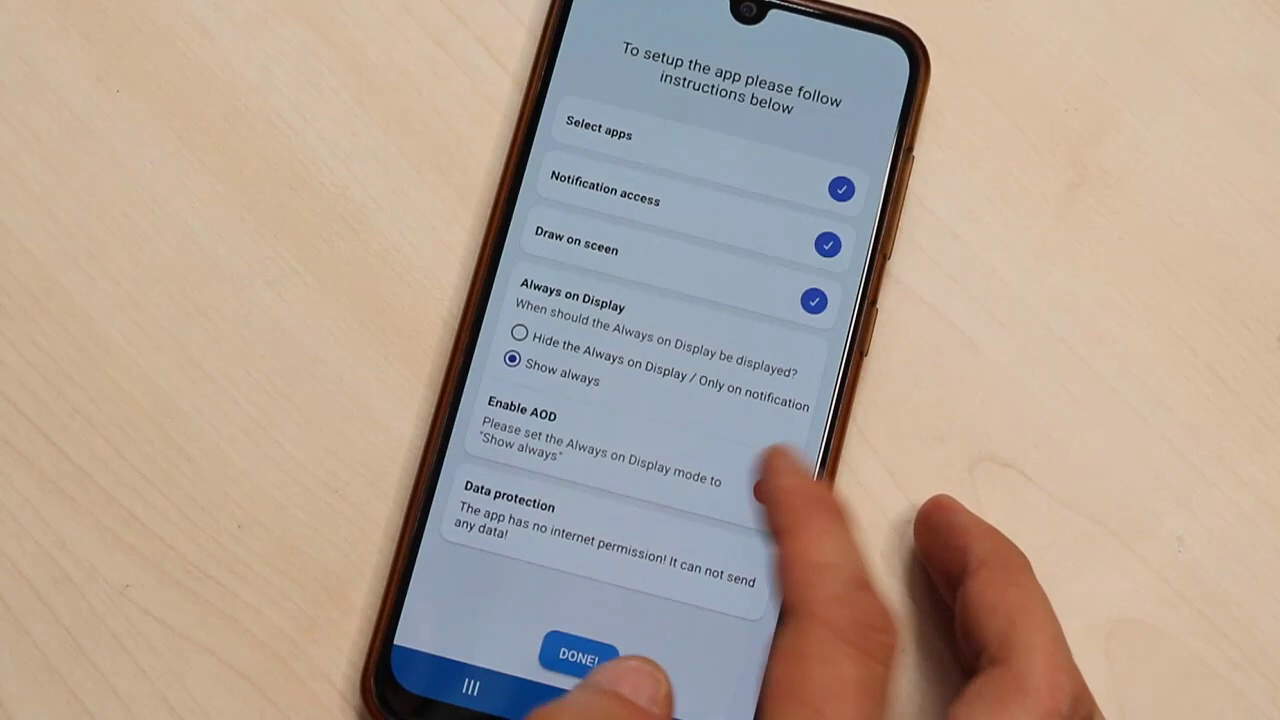 To setup the app please follow
instructions below
Select apps
Notification access
Draw on sceen
Always on Display
When should the Always on Display be displayed?
Hide the Always on Display / Only on notification
Show always
Enable AOD
Please set the Always on Display mode to
"Show always"
Data protection
The app has no internet permission! It can not send
any data!
DONE!